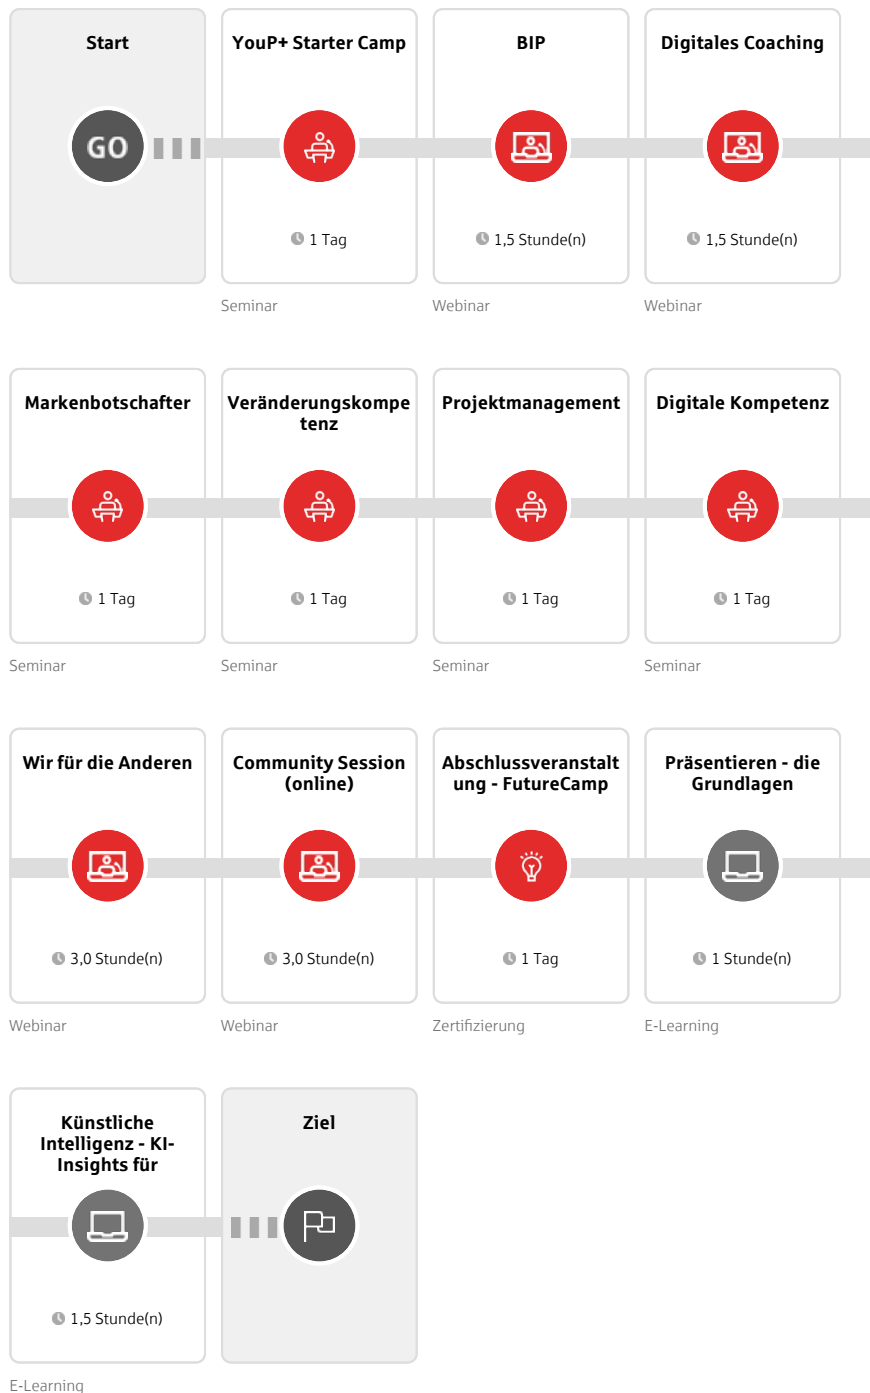 Start
YouP+ Starter Camp
BIP
Digitales Coaching
GO
1 Tag
1,5 Stunde(n)
1,5 Stunde(n)
Seminar
Webinar
Webinar
Markenbotschafter
Veränderungskompe
tenz
Projektmanagement
Digitale Kompetenz
1 Tag
1 Tag
1 Tag
1 Tag
Seminar
Seminar
Seminar
Seminar
Wir für die Anderen
Community Session
(online)
Abschlussveranstalt
ung - FutureCamp
Präsentieren - die
Grundlagen
3,0 Stunde(n)
3,0 Stunde(n)
1 Tag
1 Stunde(n)
Webinar
Webinar
Zertifizierung
E-Learning
Künstliche
Intelligenz - KI-
Insights für
Ziel
1,5 Stunde(n)
E-Learning